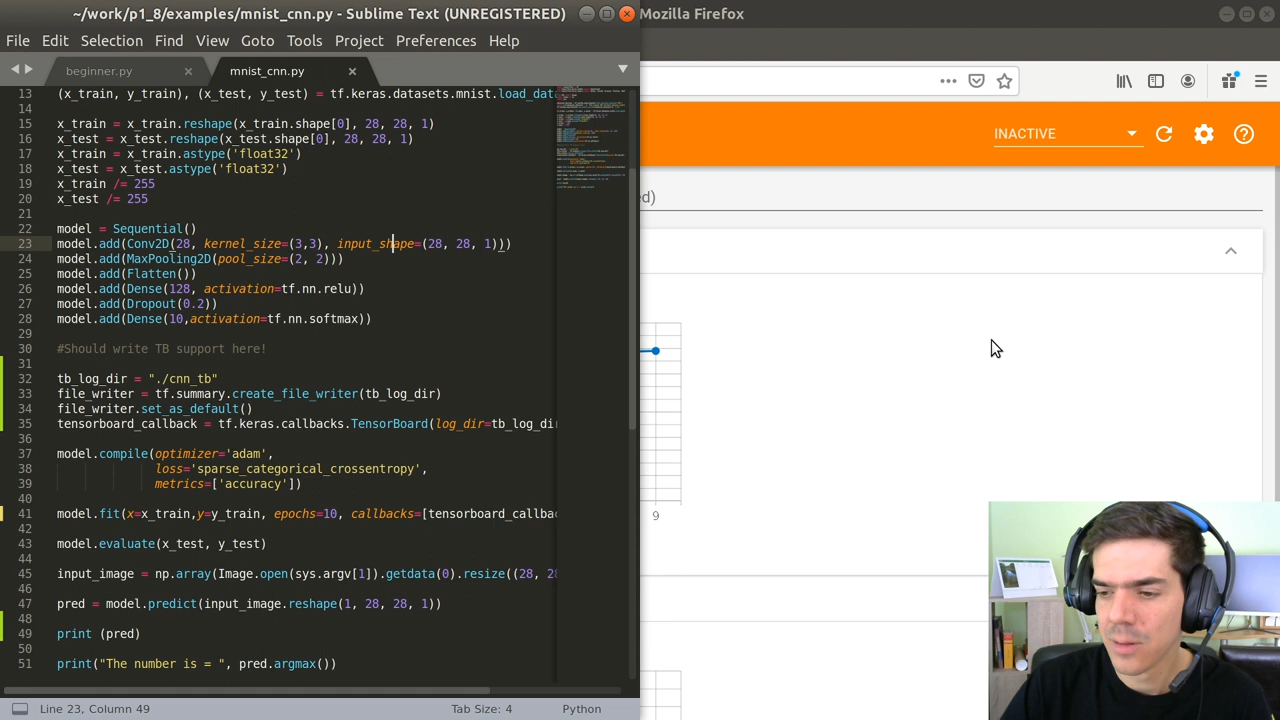 ~/work/p1_8/examples/mnist_cnn.py - Sublime Text (UNREGISTERED)
Mozilla Firefox
File Edit Selection Find View Goto Tools Project Preferences Help
beginner.py
mnist_cnn.py
INACTIVE
13 (x_train, y_train), (x_test, y_test) = tf.keras.datasets.mnist.load_dat
14
15 x_train = x_train.reshape(x_train.shape[0], 28, 28, 1)
16 x_test = x_test.reshape(x_test.shape[0], 28, 28, 1)
17 x_train = x_train.astype('float32')
18 x_test = x_test.astype('float32')
19 x_train /= 255
20 x_test /= 255
21
22 model = Sequential()
23 model.add(Conv2D(28, kernel_size=(3,3), input_shape=(28, 28, 1)))
24 model.add(MaxPooling2D(pool_size=(2, 2)))
25 model.add(Flatten())
26 model.add(Dense(128, activation=tf.nn.relu))
27 model.add(Dropout(0.2))
28 model.add(Dense(10,activation=tf.nn.softmax))
29
30 #Should write TB support here!
31
32 tb_log_dir = "./cnn_tb"
33 file_writer = tf.summary.create_file_writer(tb_log_dir)
34 file_writer.set_as_default()
35 tensorboard_callback = tf.keras.callbacks.TensorBoard(log_dir=tb_log_dir
36
37 model.compile(optimizer='adam',
38 loss='sparse_categorical_crossentropy',
39 metrics=['accuracy'])
40
41 model.fit(x=x_train,y=y_train, epochs=10, callbacks=[tensorboard_callbac
42
43 model.evaluate(x_test, y_test)
44
45 input_image = np.array(Image.open(sys.argv[1]).getdata(0).resize((28, 28
46
47 pred = model.predict(input_image.reshape(1, 28, 28, 1))
48
49 print (pred)
50
51 print("The number is = ", pred.argmax())
ed)
9
Line 23, Column 49
Tab Size: 4
Python